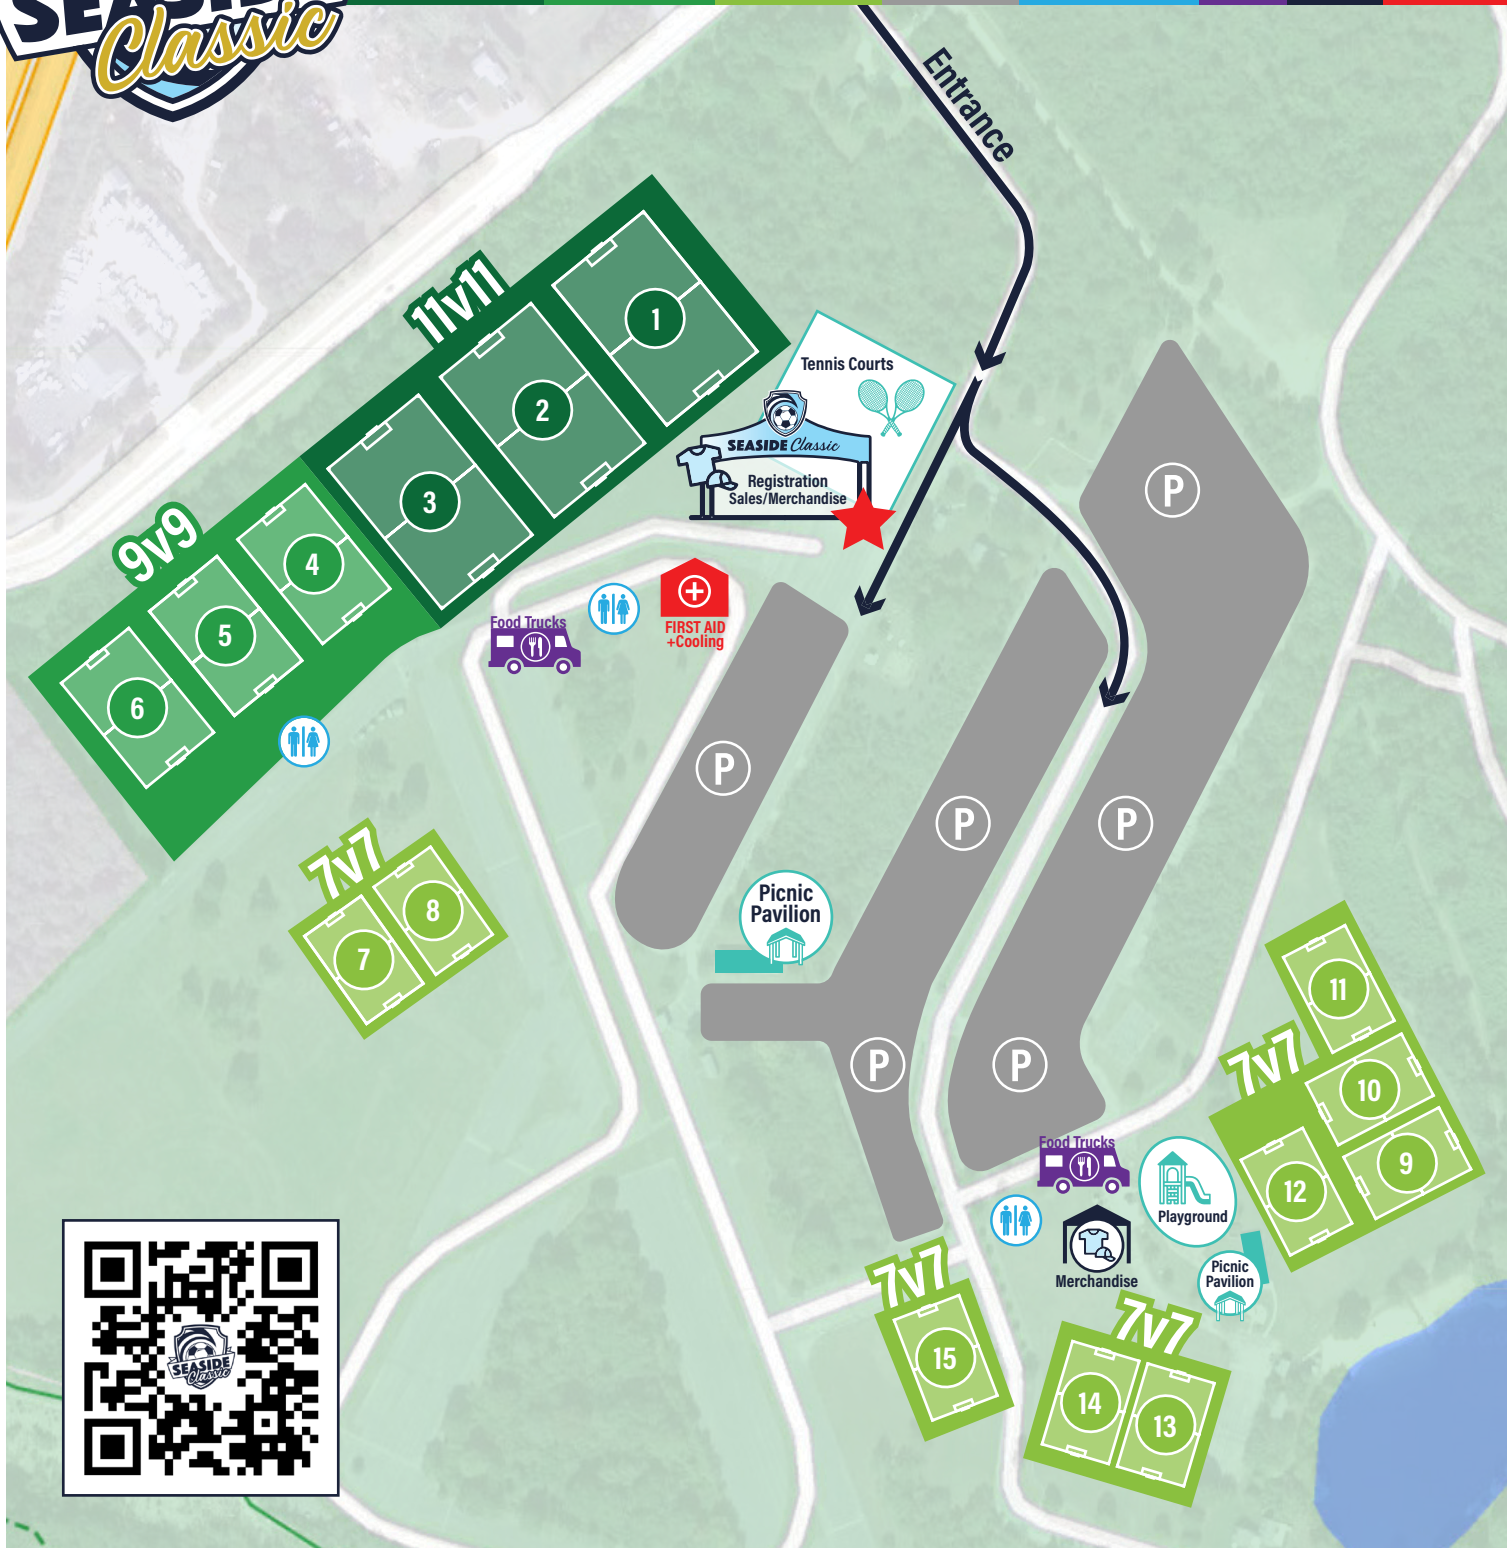 SEASIDE
Classic
Entrance
11v11
1
2
3
9v9
4
5
6
Tennis Courts
SEASIDE Classic
Registration
Sales/Merchandise
Food Trucks
FIRST AID
+Cooling
P
P
P
P
P
P
7v7
8
7
Picnic
Pavilion
7v7
11
10
9
12
Food Trucks
Playground
Merchandise
Picnic
Pavilion
7v7
15
7v7
14
13
SEASIDE
Classic